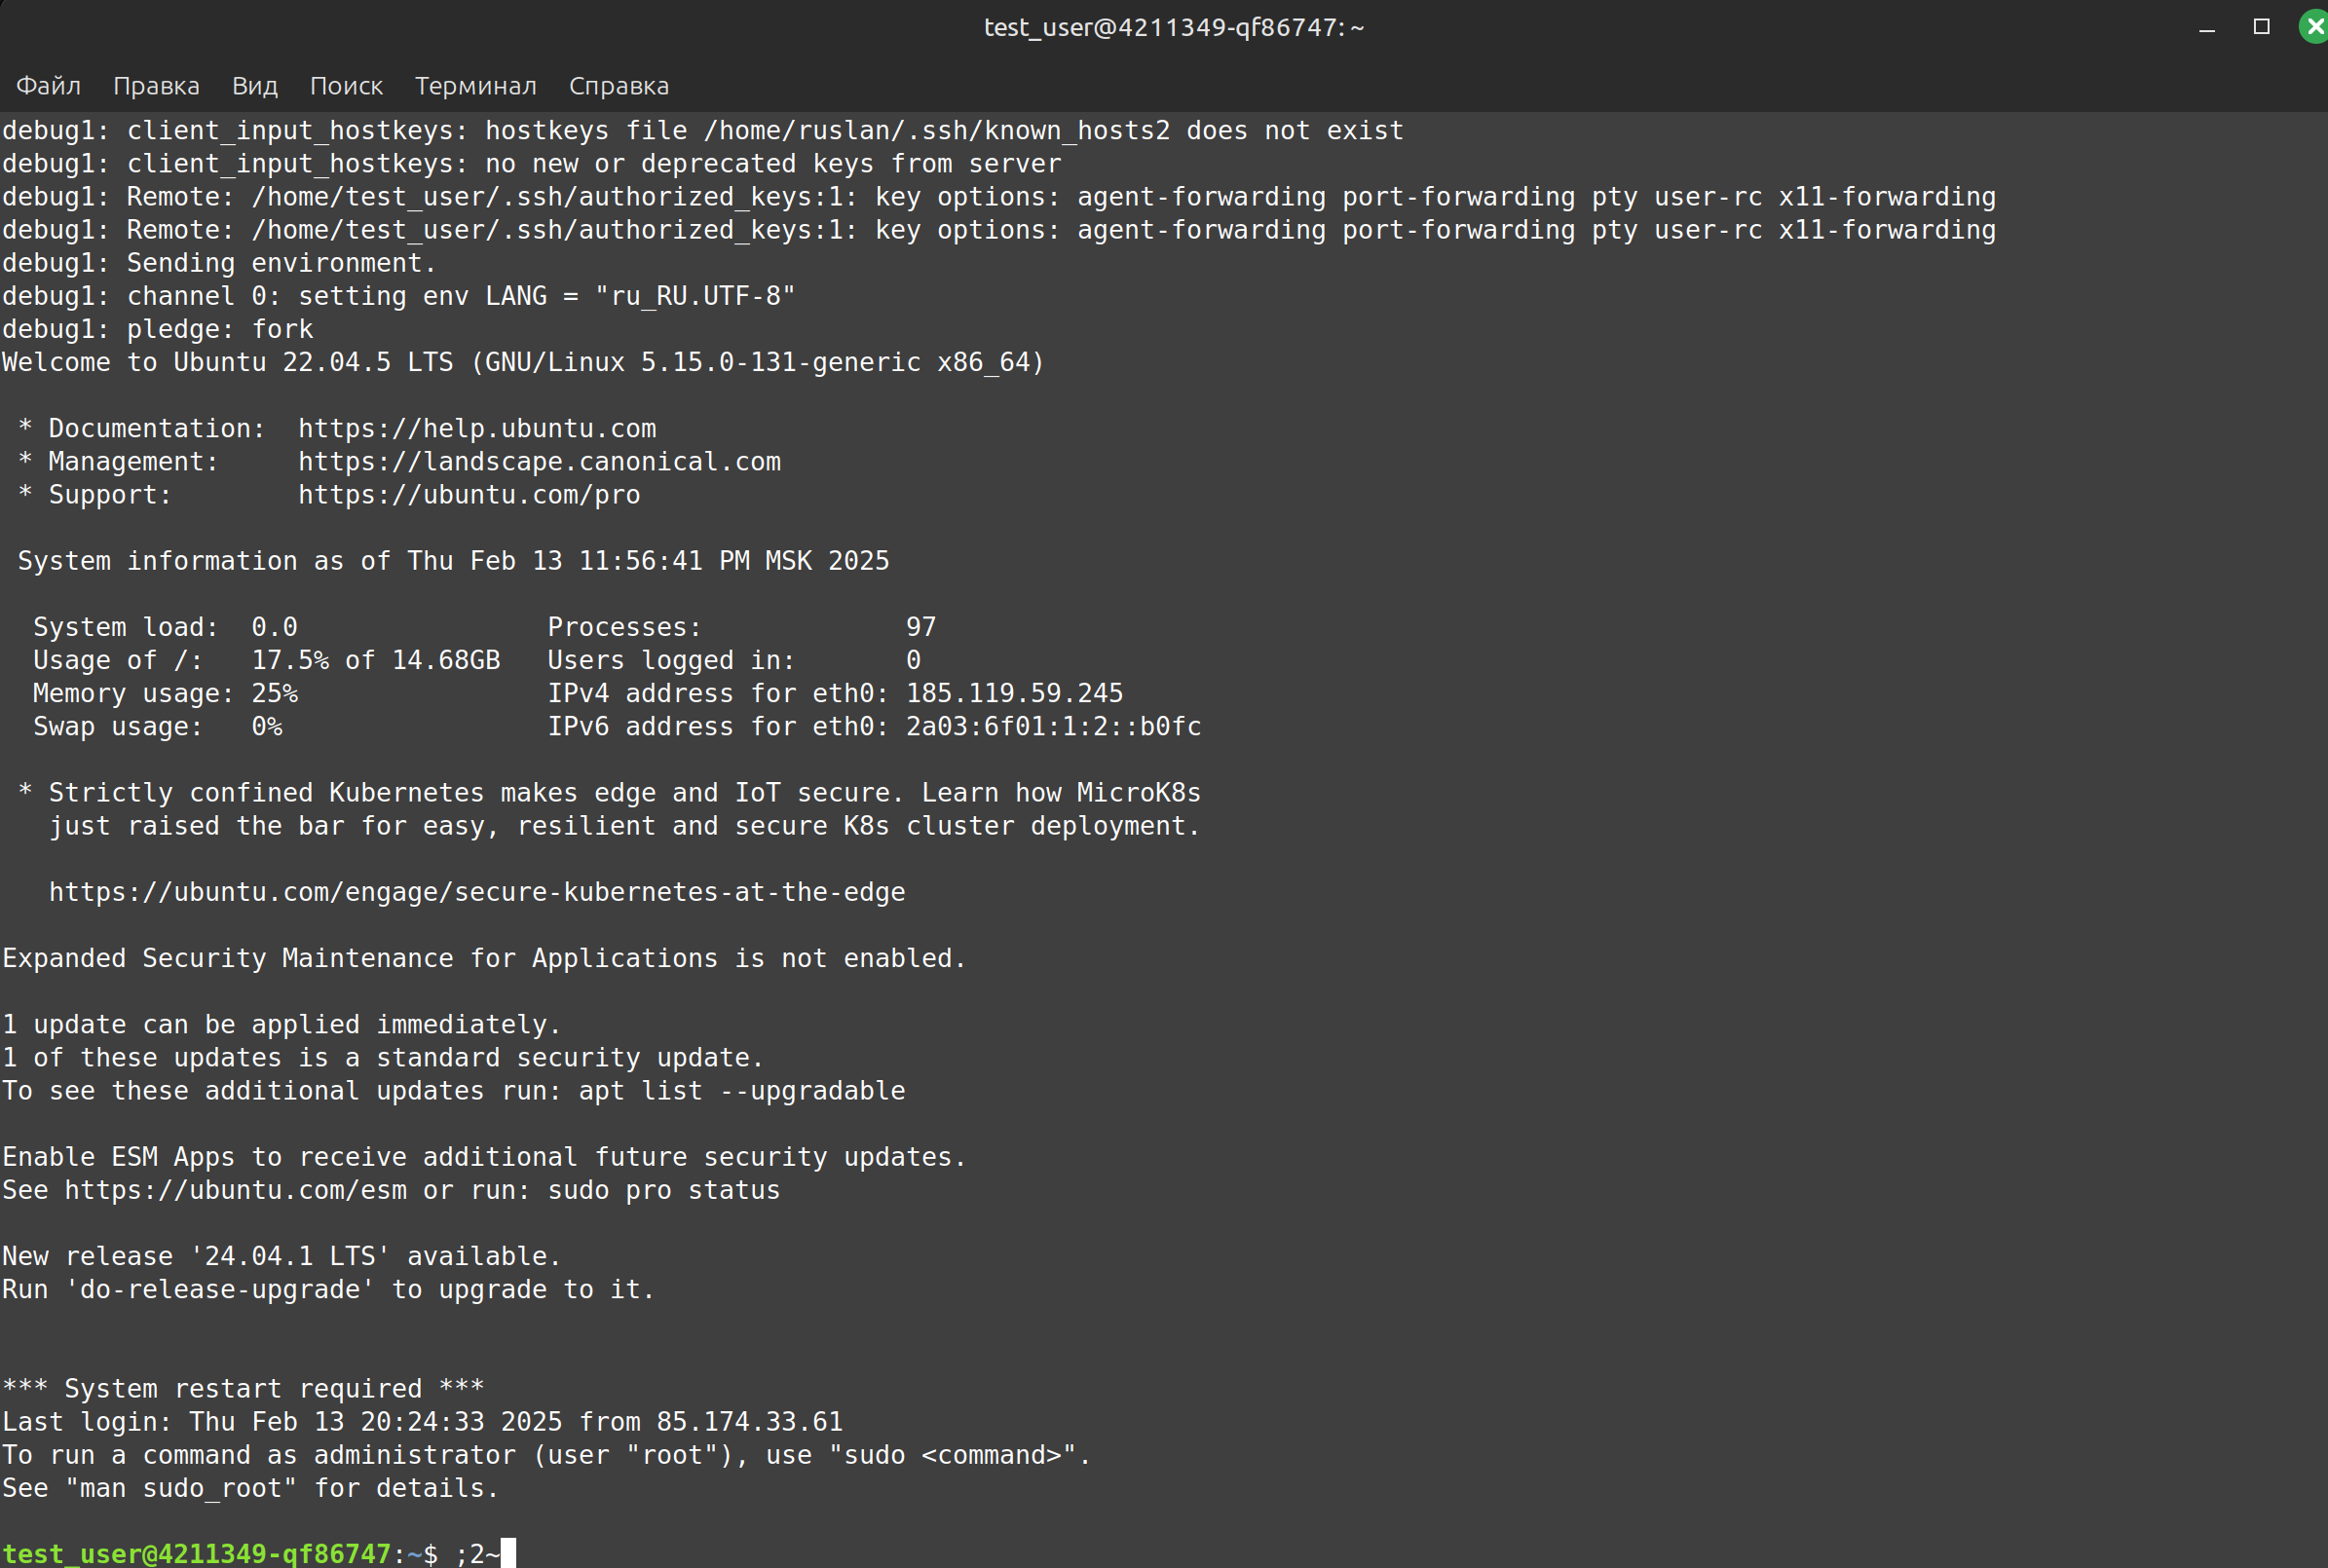 test_user@4211349-qf86747: ~
Файл Правка Вид Поиск Терминал Справка
debug1: client_input_hostkeys: hostkeys file /home/ruslan/.ssh/known_hosts2 does not exist
debug1: client_input_hostkeys: no new or deprecated keys from server
debug1: Remote: /home/test_user/.ssh/authorized_keys:1: key options: agent-forwarding port-forwarding pty user-rc x11-forwarding
debug1: Remote: /home/test_user/.ssh/authorized_keys:1: key options: agent-forwarding port-forwarding pty user-rc x11-forwarding
debug1: Sending environment.
debug1: channel 0: setting env LANG = "ru_RU.UTF-8"
debug1: pledge: fork
Welcome to Ubuntu 22.04.5 LTS (GNU/Linux 5.15.0-131-generic x86_64)
* Documentation:  https://help.ubuntu.com
* Management:     https://landscape.canonical.com
* Support:        https://ubuntu.com/pro
System information as of Thu Feb 13 11:56:41 PM MSK 2025
System load:  0.0                Processes:             97
Usage of /:   17.5% of 14.68GB   Users logged in:       0
Memory usage: 25%                IPv4 address for eth0: 185.119.59.245
Swap usage:   0%                 IPv6 address for eth0: 2a03:6f01:1:2::b0fc
* Strictly confined Kubernetes makes edge and IoT secure. Learn how MicroK8s
just raised the bar for easy, resilient and secure K8s cluster deployment.
https://ubuntu.com/engage/secure-kubernetes-at-the-edge
Expanded Security Maintenance for Applications is not enabled.
1 update can be applied immediately.
1 of these updates is a standard security update.
To see these additional updates run: apt list --upgradable
Enable ESM Apps to receive additional future security updates.
See https://ubuntu.com/esm or run: sudo pro status
New release '24.04.1 LTS' available.
Run 'do-release-upgrade' to upgrade to it.
*** System restart required ***
Last login: Thu Feb 13 20:24:33 2025 from 85.174.33.61
To run a command as administrator (user "root"), use "sudo <command>".
See "man sudo_root" for details.
test_user@4211349-qf86747:~$ ;2~